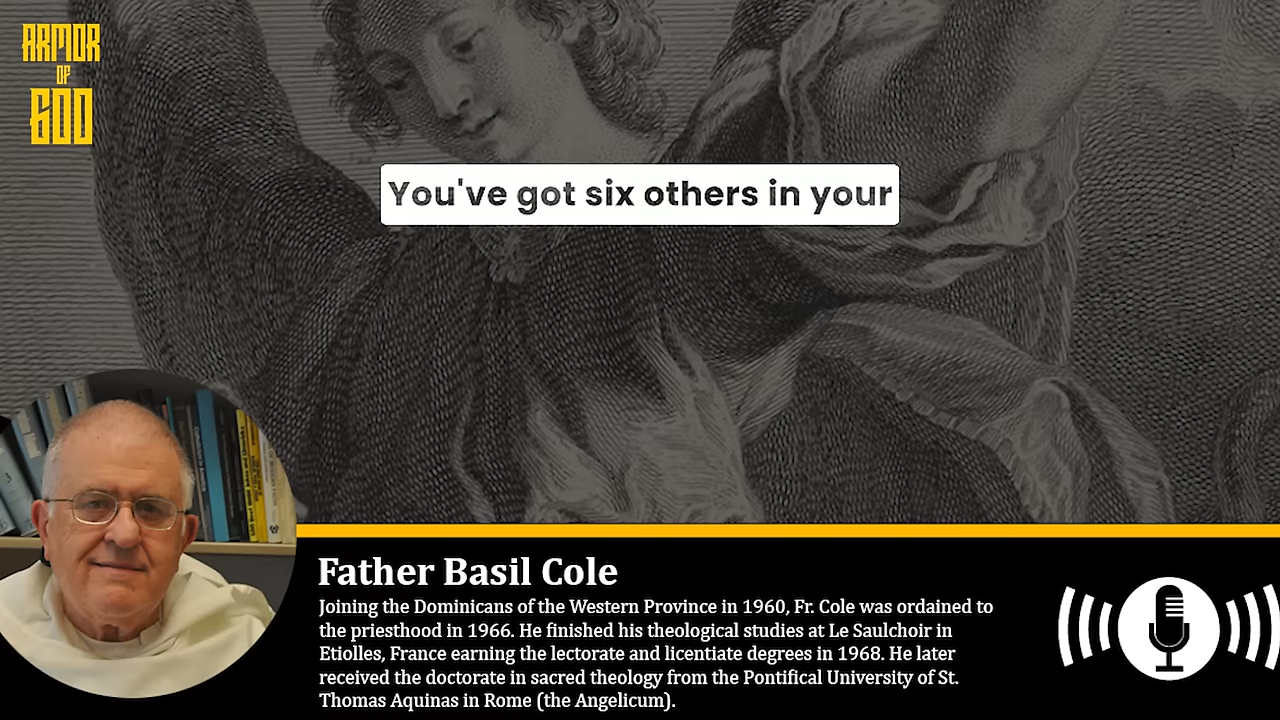 ARMOR
OF
GOD
You've got six others in your
Father Basil Cole
Joining the Dominicans of the Western Province in 1960, Fr. Cole was ordained to
the priesthood in 1966. He finished his theological studies at Le Saulchoir in
Etiolles, France earning the lectorate and licentiate degrees in 1968. He later
received the doctorate in sacred theology from the Pontifical University of St.
Thomas Aquinas in Rome (the Angelicum).